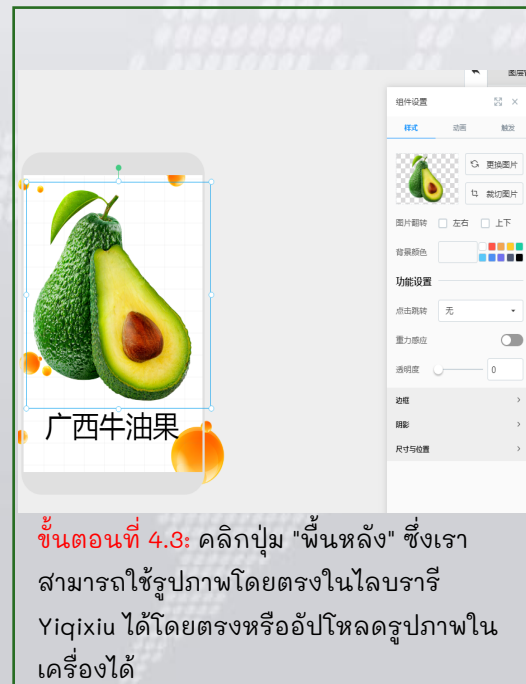 图层管
组件设置
样式 动画 触发
更换图片
裁切图片
图片翻转 左右 上下
背景颜色
功能设置
点击跳转 无
重力感应
透明度 0
边框
阴影
尺寸与位置
广西牛油果
ขั้นตอนที่ 4.3: คลิกปุ่ม "พื้นหลัง" ซึ่งเรา
สามารถใช้รูปภาพโดยตรงในไลบรารี
Yiqixiu ได้โดยตรงหรืออัปโหลดรูปภาพใน
เครื่องได้